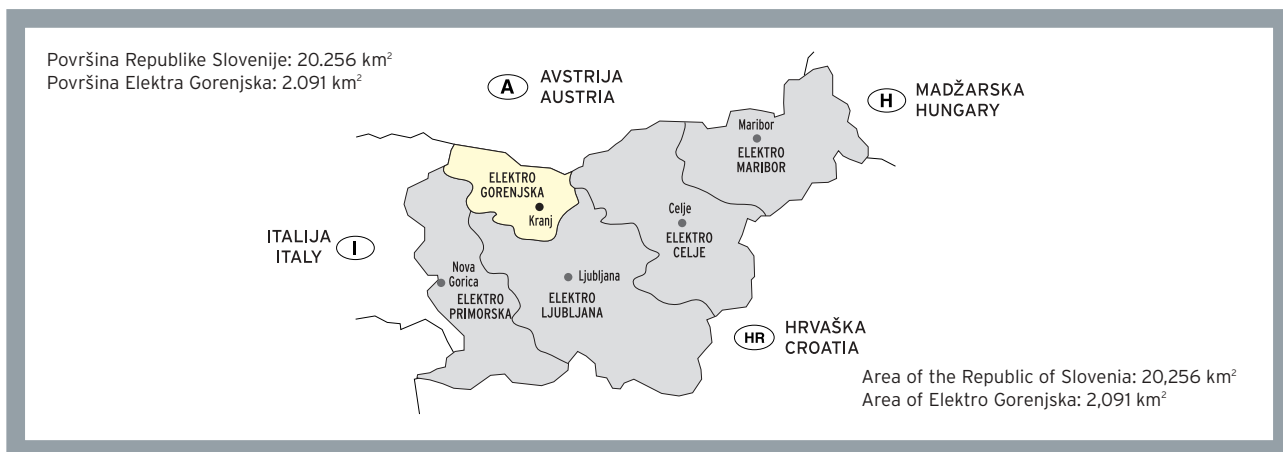 Površina Republike Slovenije: 20.256 km²
Površina Elektra Gorenjska: 2.091 km²
A
AVSTRIJA
AUSTRIA
H
MADŽARSKA
HUNGARY
Maribor
ELEKTRO
MARIBOR
ELEKTRO
GORENJSKA
Kranj
Celje
ELEKTRO
CELJE
ITALIJA
ITALY
I
Nova
Gorica
ELEKTRO
PRIMORSKA
Ljubljana
ELEKTRO
LJUBLJANA
HR
HRVAŠKA
CROATIA
Area of the Republic of Slovenia: 20,256 km²
Area of Elektro Gorenjska: 2,091 km²